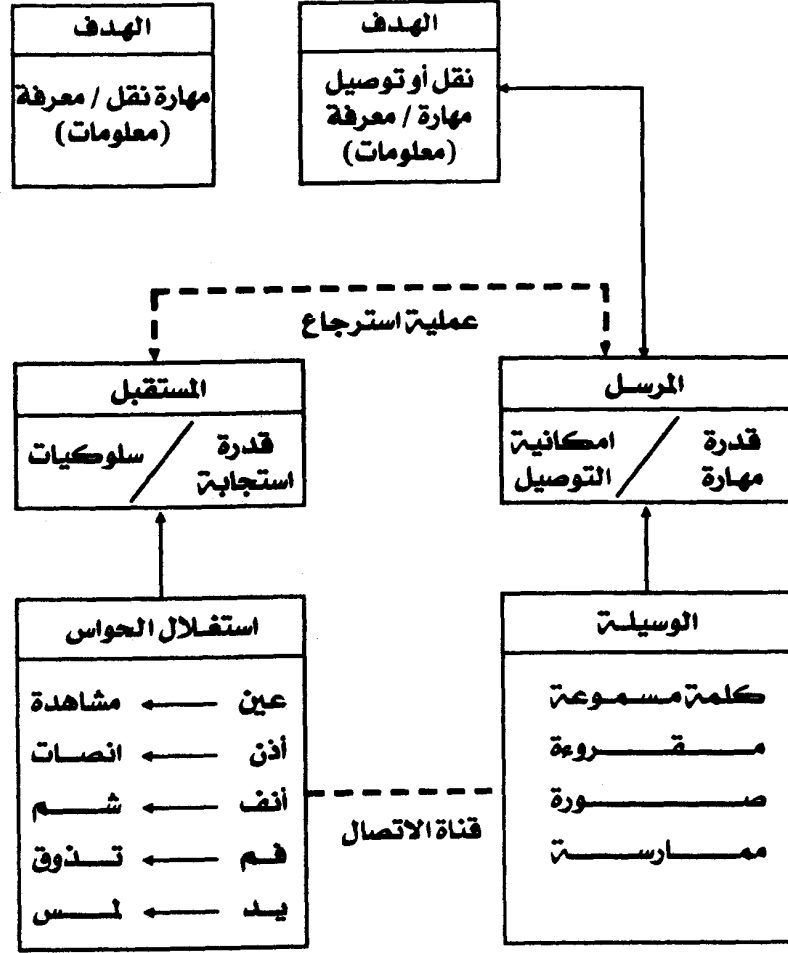 الهدف
نقل أو توصيل
مهارة / معرفة
(معلومات)
الهدف
مهارة نقل / معرفة
(معلومات)
عملية استرجاع
المرسل
قدرة / امكانية
مهارة التوصيل
المستقبل
قدرة / سلوكيات
استجابة
الوسيلة
كلمة مسموعة
مقروءة
صورة
ممارسة
قناة الاتصال
استغلال الحواس
عين ← مشاهدة
أذن ← انصات
أنف ← شم
فم ← تذوق
يد ← لمس